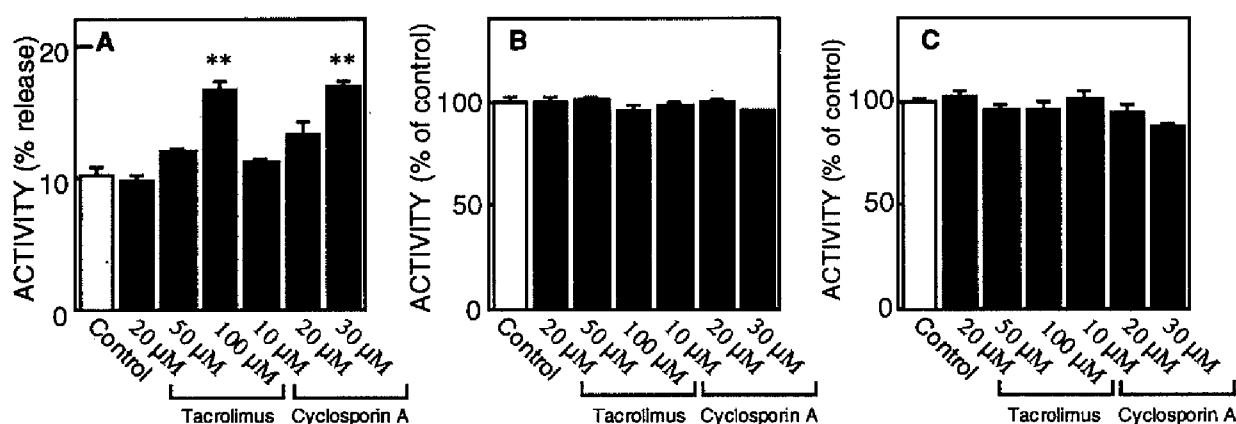 A
ACTIVITY (% release)
20
10
0
** **
Control 20 μM 50 μM 100 μM 10 μM 20 μM 30 μM
Tacrolimus Cyclosporin A
B
ACTIVITY (% of control)
100
50
0
Control 20 μM 50 μM 100 μM 10 μM 20 μM 30 μM
Tacrolimus Cyclosporin A
C
ACTIVITY (% of control)
100
50
0
Control 20 μM 50 μM 100 μM 10 μM 20 μM 30 μM
Tacrolimus Cyclosporin A